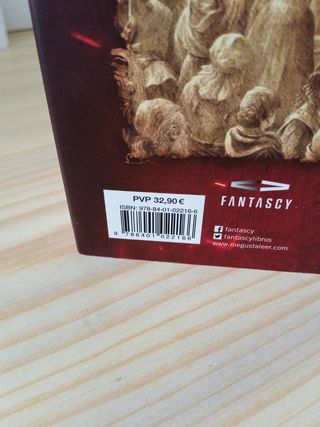 PVP 32,90 €
ISBN: 978-84-01-02216-6
9 788401 022166
FANTASCY
fantascy
fantascylibros
www.megustaleer.com